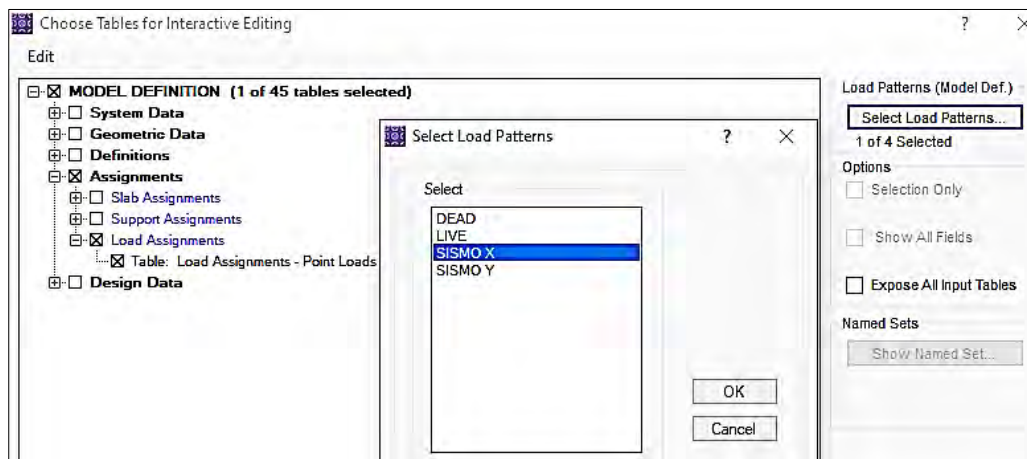 Choose Tables for Interactive Editing ? ×
Edit
MODEL DEFINITION (1 of 45 tables selected)
System Data
Geometric Data
Definitions
Assignments
Slab Assignments
Support Assignments
Load Assignments
Table: Load Assignments - Point Loads
Design Data
Select Load Patterns ? ×
Select
DEAD
LIVE
SISMO X
SISMO Y
OK
Cancel
Load Patterns (Model Def.)
Select Load Patterns...
1 of 4 Selected
Options
Selection Only
Show All Fields
Expose All Input Tables
Named Sets
Show Named Set...